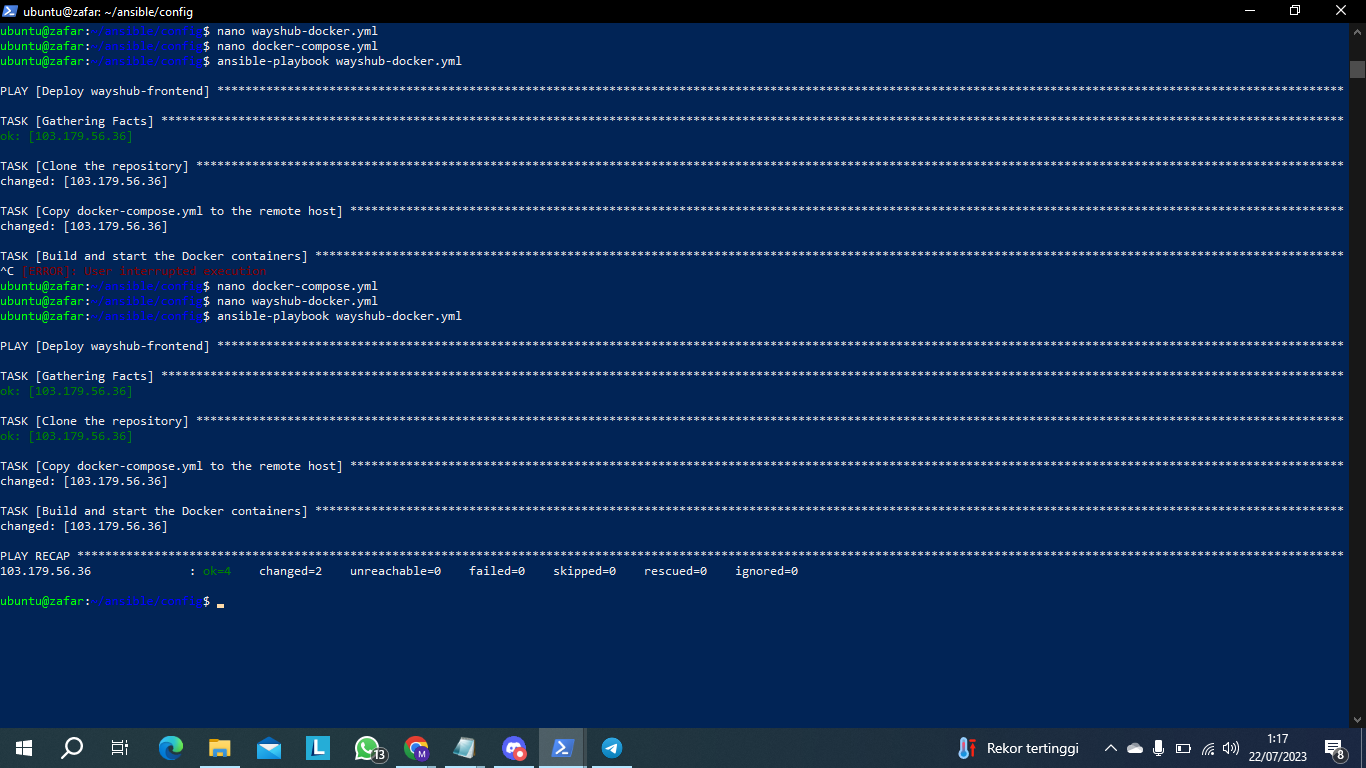 ubuntu@zafar: ~/ansible/config
ubuntu@zafar:~/ansible/config$ nano wayshub-docker.yml
ubuntu@zafar:~/ansible/config$ nano docker-compose.yml
ubuntu@zafar:~/ansible/config$ ansible-playbook wayshub-docker.yml
PLAY [Deploy wayshub-frontend] ****************************************************************************************************************************************************************
TASK [Gathering Facts] ************************************************************************************************************************************************************************
ok: [103.179.56.36]
TASK [Clone the repository] *******************************************************************************************************************************************************************
changed: [103.179.56.36]
TASK [Copy docker-compose.yml to the remote host] *********************************************************************************************************************************************
changed: [103.179.56.36]
TASK [Build and start the Docker containers] **************************************************************************************************************************************************
^C [ERROR]: User interrupted execution
ubuntu@zafar:~/ansible/config$ nano docker-compose.yml
ubuntu@zafar:~/ansible/config$ nano wayshub-docker.yml
ubuntu@zafar:~/ansible/config$ ansible-playbook wayshub-docker.yml
PLAY [Deploy wayshub-frontend] ****************************************************************************************************************************************************************
TASK [Gathering Facts] ************************************************************************************************************************************************************************
ok: [103.179.56.36]
TASK [Clone the repository] *******************************************************************************************************************************************************************
ok: [103.179.56.36]
TASK [Copy docker-compose.yml to the remote host] *********************************************************************************************************************************************
changed: [103.179.56.36]
TASK [Build and start the Docker containers] **************************************************************************************************************************************************
changed: [103.179.56.36]
PLAY RECAP ************************************************************************************************************************************************************************************
103.179.56.36 : ok=4 changed=2 unreachable=0 failed=0 skipped=0 rescued=0 ignored=0
ubuntu@zafar:~/ansible/config$
L
13
M
Rekor tertinggi
1:17
22/07/2023
8